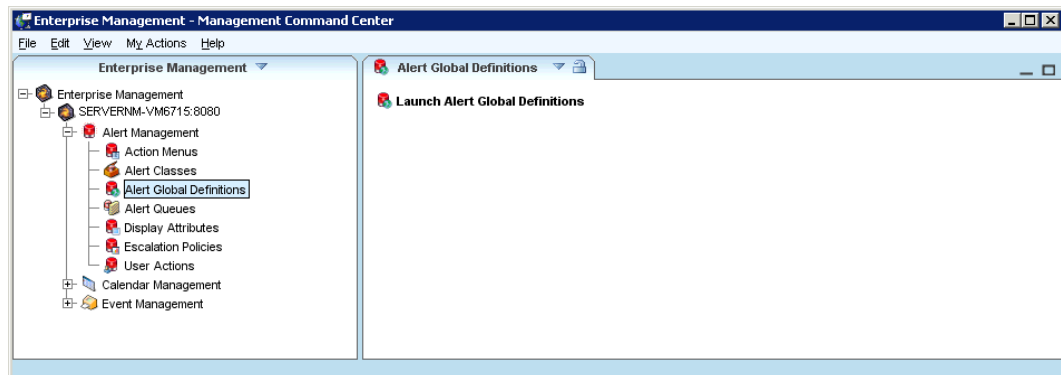 Enterprise Management - Management Command Center
File Edit View My Actions Help
Enterprise Management
Alert Global Definitions
Enterprise Management
SERVERNM-VM6715:8080
Alert Management
Action Menus
Alert Classes
Alert Global Definitions
Alert Queues
Display Attributes
Escalation Policies
User Actions
Calendar Management
Event Management
Launch Alert Global Definitions